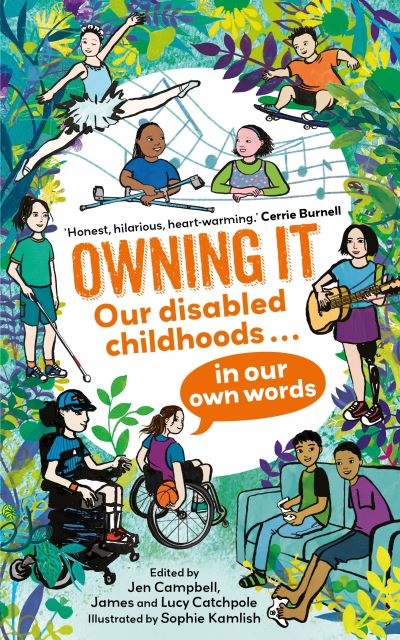 'Honest, hilarious, heart-warming.' Cerrie Burnell
OWNING IT
Our disabled
childhoods ...
in our
own words
Edited by
Jen Campbell,
James and Lucy Catchpole
Illustrated by Sophie Kamlish